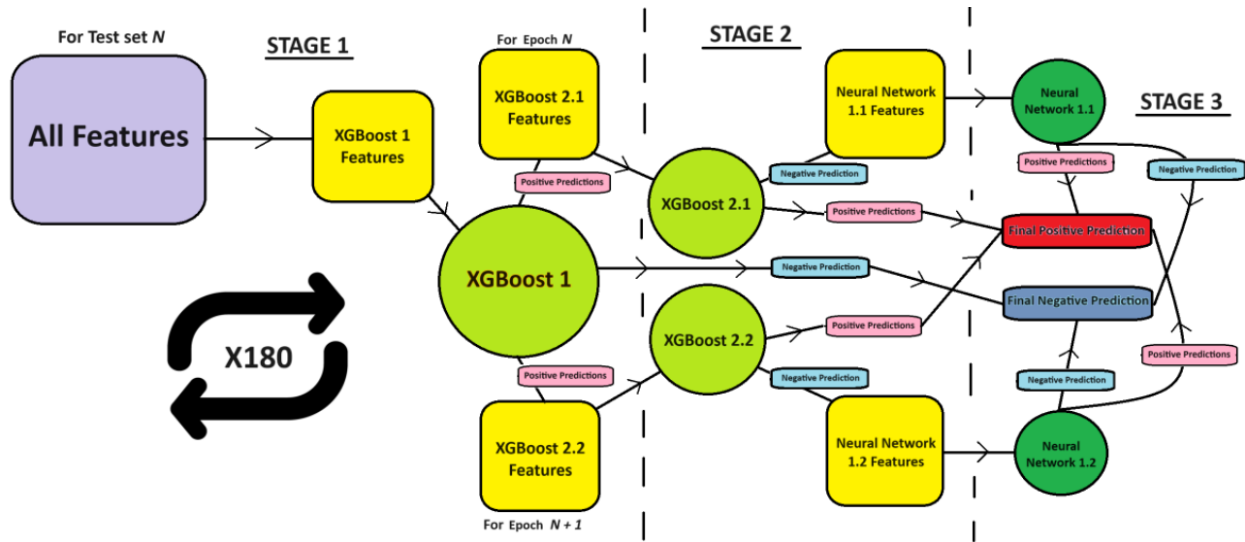 For Test set N
STAGE 1
All Features
XGBoost 1
Features
X180
For Epoch N
XGBoost 2.1
Features
Positive Predictions
XGBoost 1
Positive Predictions
XGBoost 2.2
Features
For Epoch N + 1
STAGE 2
Neural Network
1.1 Features
Negative Prediction
XGBoost 2.1
Positive Predictions
Negative Prediction
XGBoost 2.2
Positive Predictions
Negative Prediction
Neural Network
1.2 Features
STAGE 3
Neural
Network 1.1
Positive Predictions
Negative Prediction
Final Positive Prediction
Final Negative Prediction
Positive Predictions
Negative Prediction
Neural
Network 1.2